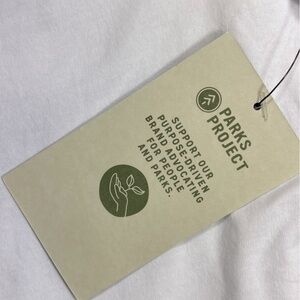 PARKS
PROJECT
SUPPORT OUR
PURPOSE-DRIVEN
BRAND ADVOCATING
FOR PEOPLE
AND PARKS.